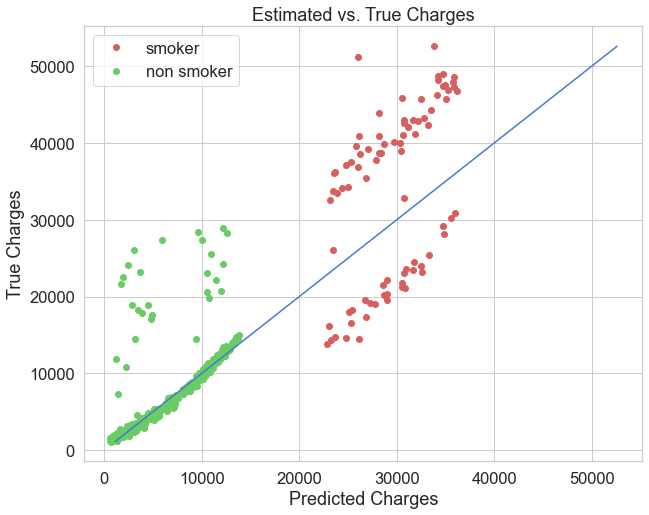 Estimated vs. True Charges
smoker
non smoker
True Charges
50000
40000
30000
20000
10000
0
0 10000 20000 30000 40000 50000
Predicted Charges